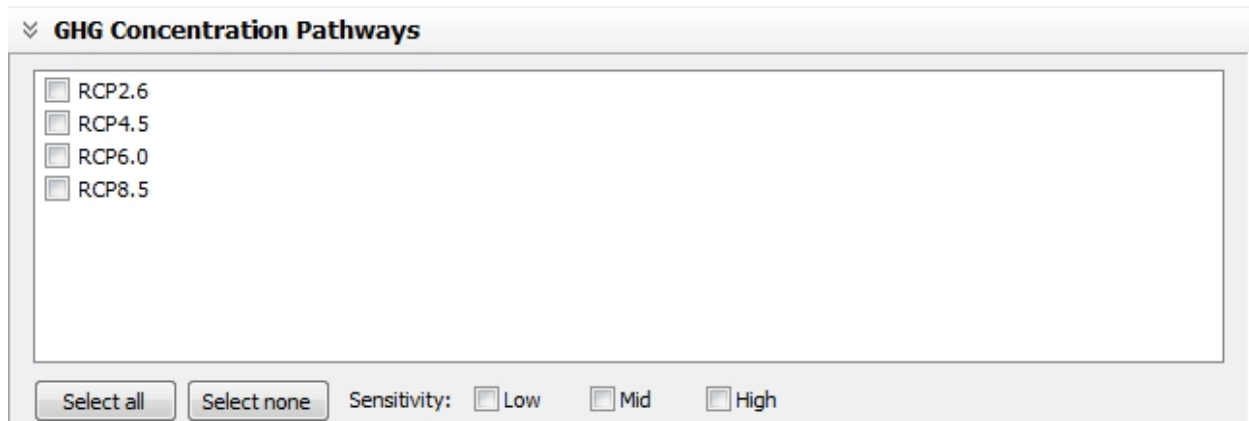 GHG Concentration Pathways
RCP2.6
RCP4.5
RCP6.0
RCP8.5
Select all Select none Sensitivity: Low Mid High